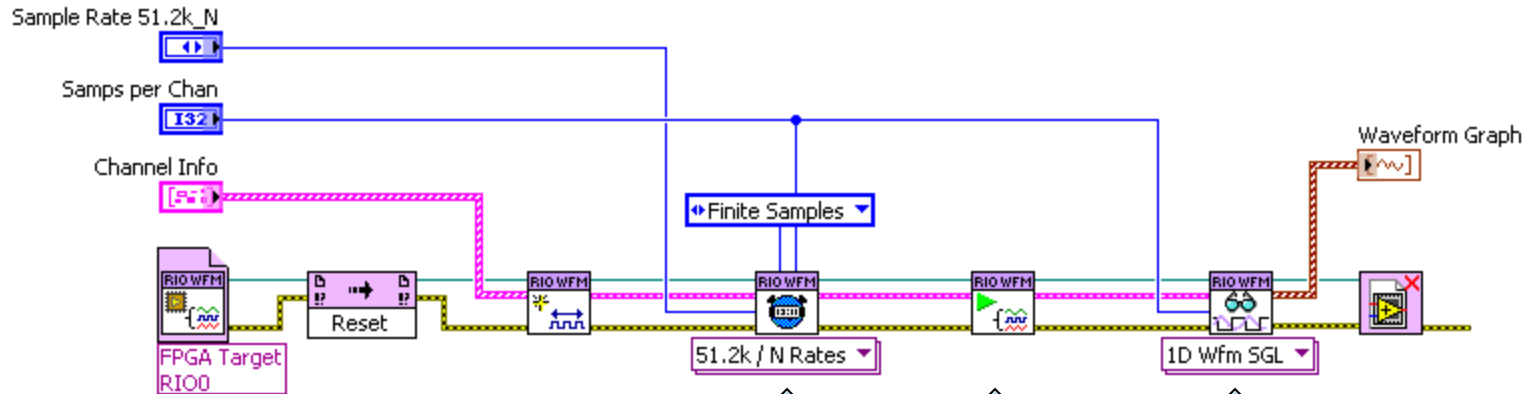 Sample Rate 51.2k_N
Samps per Chan
I32
Channel Info
Waveform Graph
Finite Samples
RIO WFM
RIO WFM
RIO WFM
RIO WFM
RIO WFM
Reset
51.2k / N Rates
1D Wfm SGL
FPGA Target
RIO0